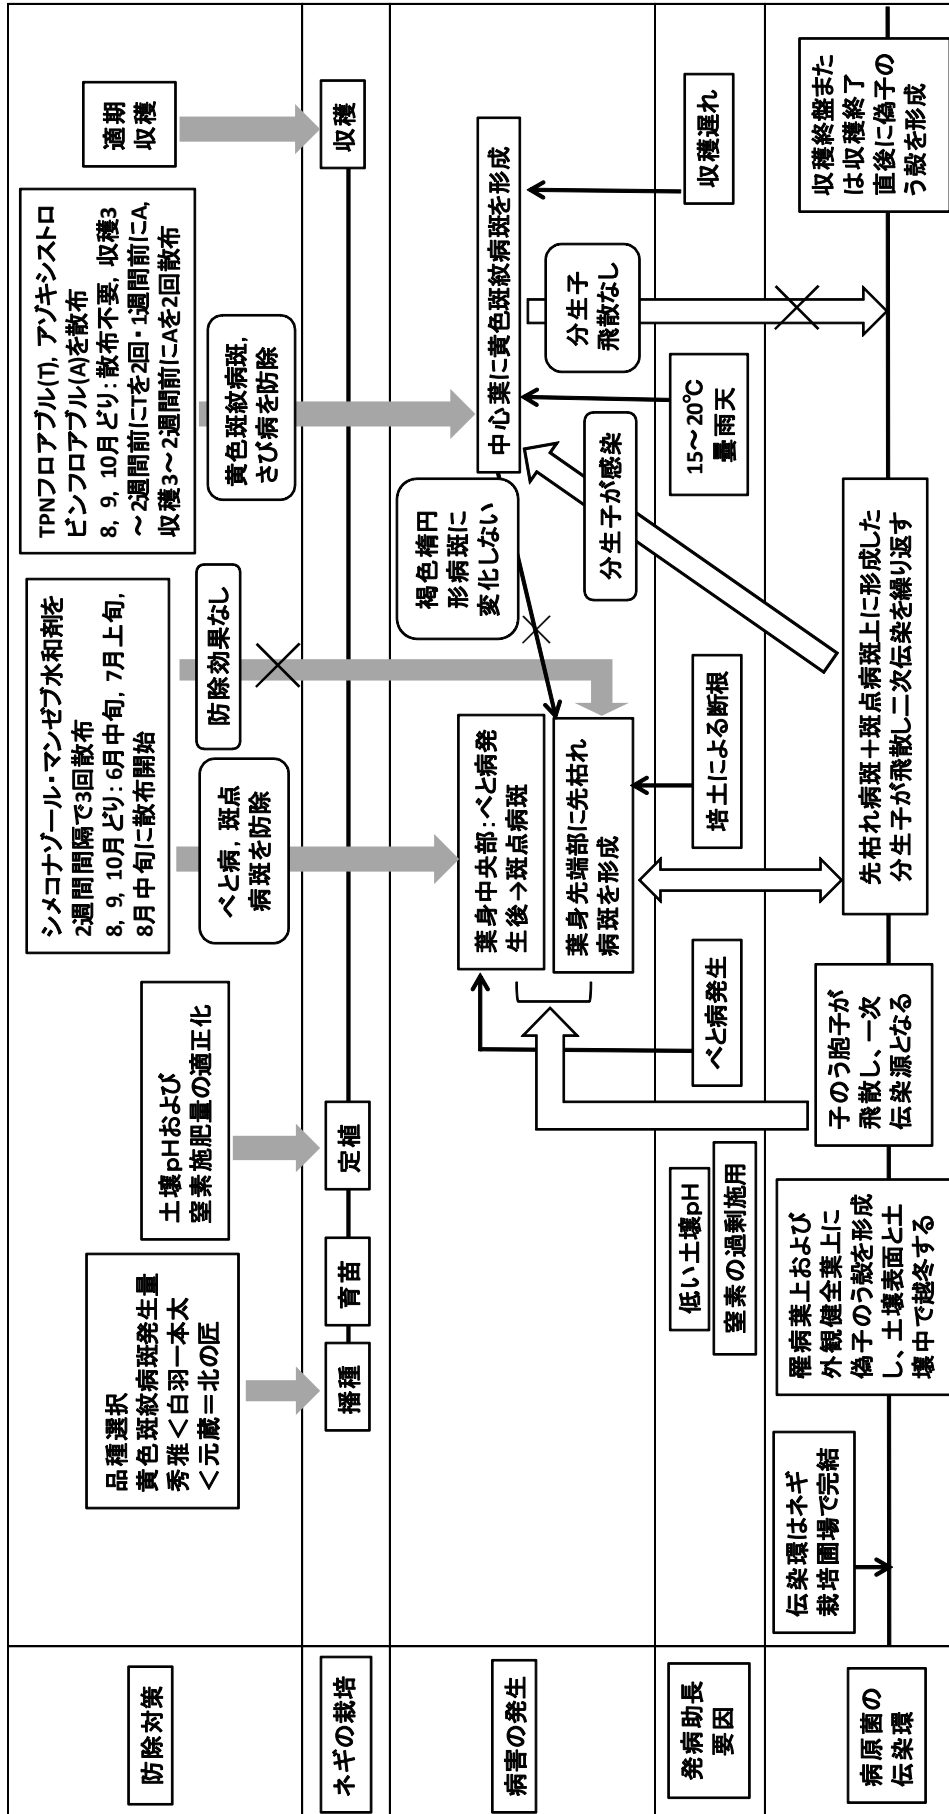 防除対策
品種選択
黄色斑紋病斑発生量
秀雅＜白羽一本太
＜元蔵＝北の匠
土壌pHおよび
窒素施肥量の適正化
シメコナゾール・マンゼブ水和剤を
2週間間隔で3回散布
8, 9, 10月どり：6月中旬, 7月上旬,
8月中旬に散布開始
べと病, 斑点
病斑を防除
防除効果なし
TPNフロアブル(T), アゾキシストロ
ビンフロアブル(A)を散布
8, 9, 10月どり：散布不要, 収穫3
～2週間前にTを2回・1週間前にA,
収穫3～2週間前にAを2回散布
黄色斑紋病斑,
さび病を防除
適期
収穫
ネギの栽培
播種
育苗
定植
収穫
病害の発生
葉身中央部：べと病発
生後→斑点病斑
葉身先端部に先枯れ
病斑を形成
褐色楕円
形病斑に
変化しない
中心葉に黄色斑紋病斑を形成
分生子が感染
分生子
飛散なし
発病助長
要因
低い土壌pH
窒素の過剰施用
べと病発生
培土による断根
15～20℃
曇雨天
収穫遅れ
病原菌の
伝染環
伝染環はネギ
栽培圃場で完結
罹病葉上および
外観健全葉上に
偽子のう殻を形成
し、土壌表面と土
壌中で越冬する
子のう胞子が
飛散し、一次
伝染源となる
先枯れ病斑＋斑点病斑上に形成した
分生子が飛散し二次伝染を繰り返す
収穫終盤また
は収穫終了
直後に偽子の
う殻を形成